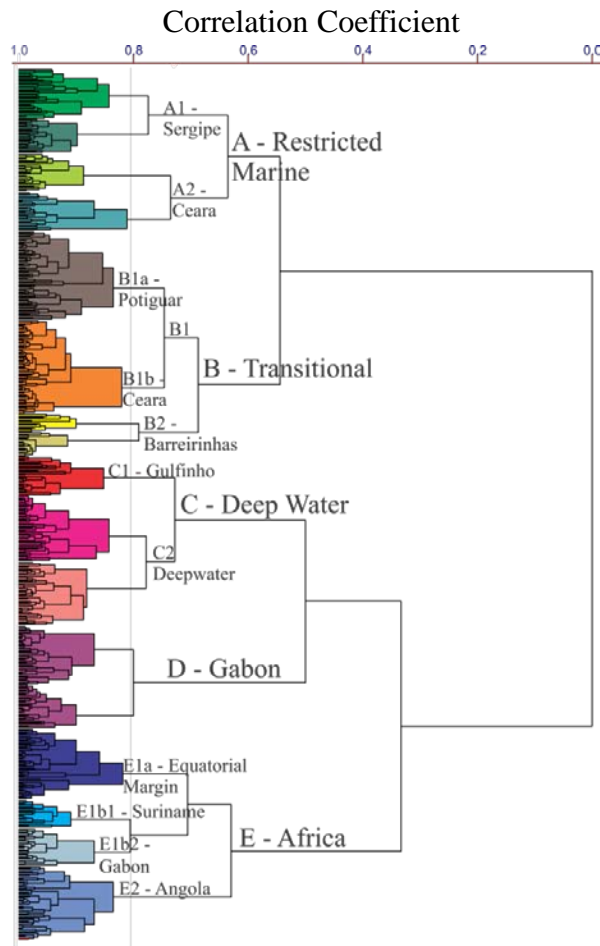 Correlation Coefficient
1,0 0,8 0,6 0,4 0,2 0,0
A1 -
Sergipe
A - Restricted
Marine
A2 -
Ceara
B1a -
Potiguar
B1
B - Transitional
B1b -
Ceara
B2 -
Barreirinhas
C1 - Gulfinho
C - Deep Water
C2
Deepwater
D - Gabon
E1a - Equatorial
Margin
E1b1 - Suriname
E - Africa
E1b2 -
Gabon
E2 - Angola